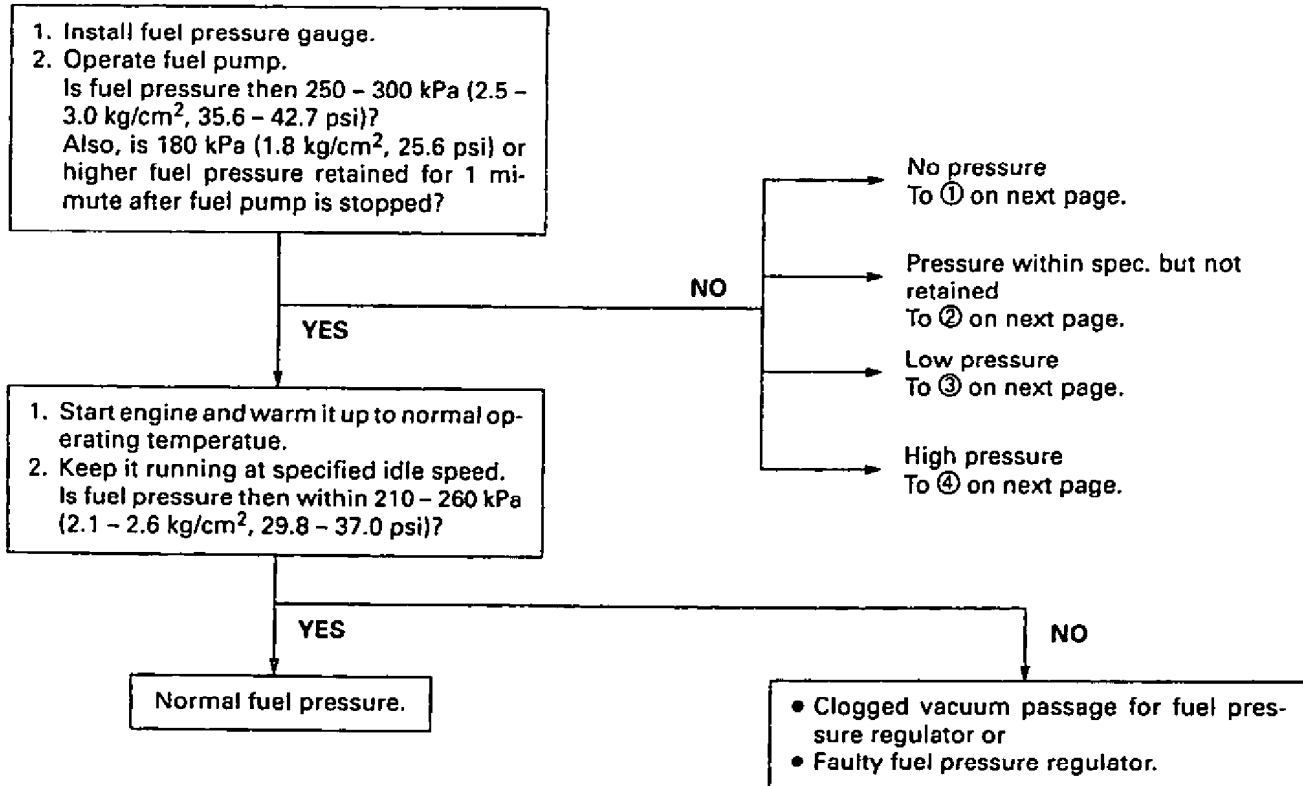 1. Install fuel pressure gauge.
2. Operate fuel pump.
Is fuel pressure then 250 – 300 kPa (2.5 –
3.0 kg/cm², 35.6 – 42.7 psi)?
Also, is 180 kPa (1.8 kg/cm², 25.6 psi) or
higher fuel pressure retained for 1 mi-
mute after fuel pump is stopped?
No pressure
To ① on next page.
Pressure within spec. but not
retained
To ② on next page.
NO
YES
Low pressure
To ③ on next page.
High pressure
To ④ on next page.
1. Start engine and warm it up to normal op-
erating temperatue.
2. Keep it running at specified idle speed.
Is fuel pressure then within 210 – 260 kPa
(2.1 – 2.6 kg/cm², 29.8 – 37.0 psi)?
YES
NO
Normal fuel pressure.
• Clogged vacuum passage for fuel pres-
sure regulator or
• Faulty fuel pressure regulator.